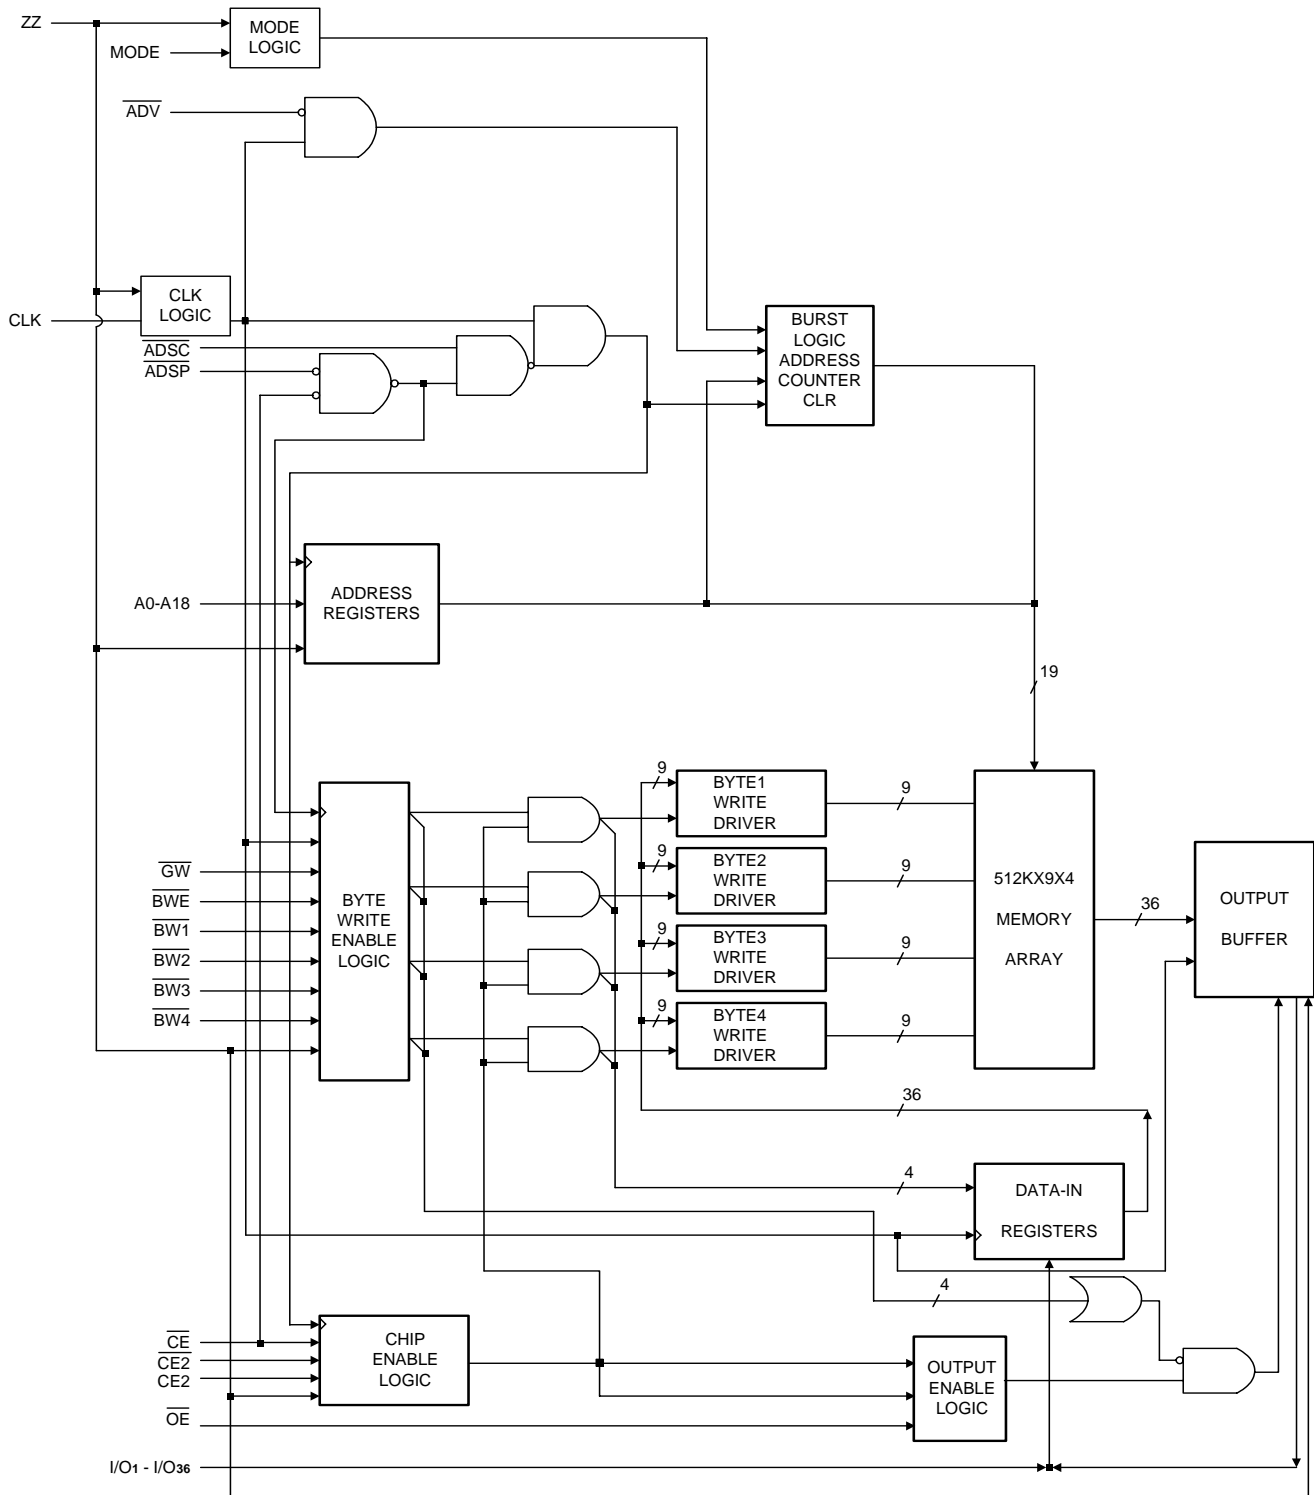 ZZ
MODE
LOGIC
MODE
ADV
CLK
LOGIC
CLK
ADSC
ADSP
BURST
LOGIC
ADDRESS
COUNTER
CLR
A0-A18
ADDRESS
REGISTERS
19
9
BYTE1
WRITE
DRIVER
9
9
BYTE2
WRITE
DRIVER
9
9
BYTE3
WRITE
DRIVER
9
9
BYTE4
WRITE
DRIVER
9
GW
BWE
BW1
BW2
BW3
BW4
BYTE
WRITE
ENABLE
LOGIC
512KX9X4
MEMORY
ARRAY
36
OUTPUT
BUFFER
36
4
DATA-IN
REGISTERS
4
CE
CE2
CE2
CHIP
ENABLE
LOGIC
OUTPUT
ENABLE
LOGIC
OE
I/O1 - I/O36